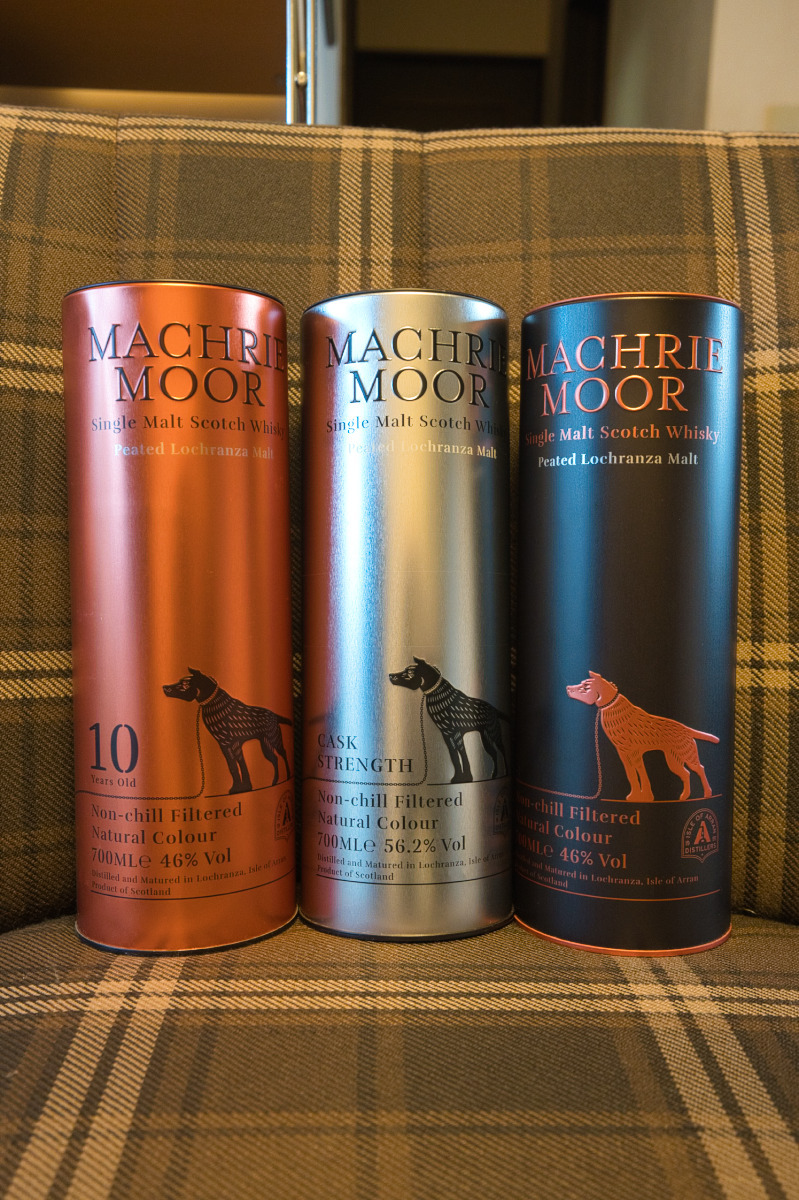 MACHRIE
MOOR
Single Malt Scotch Whisky
Peated Lochranza Malt
10
Years Old
Non-chill Filtered
Natural Colour
700ML℮ 46% Vol
Distilled and Matured in Lochranza, Isle of Arran
Product of Scotland
MACHRIE
MOOR
Single Malt Scotch Whisky
Peated Lochranza Malt
CASK
STRENGTH
Non-chill Filtered
Natural Colour
700ML℮ 56.2% Vol
Distilled and Matured in Lochranza, Isle of Arran
Product of Scotland
MACHRIE
MOOR
Single Malt Scotch Whisky
Peated Lochranza Malt
Non-chill Filtered
Natural Colour
700ML℮ 46% Vol
Distilled and Matured in Lochranza, Isle of Arran
Product of Scotland
ISLE OF ARRAN
DISTILLERS